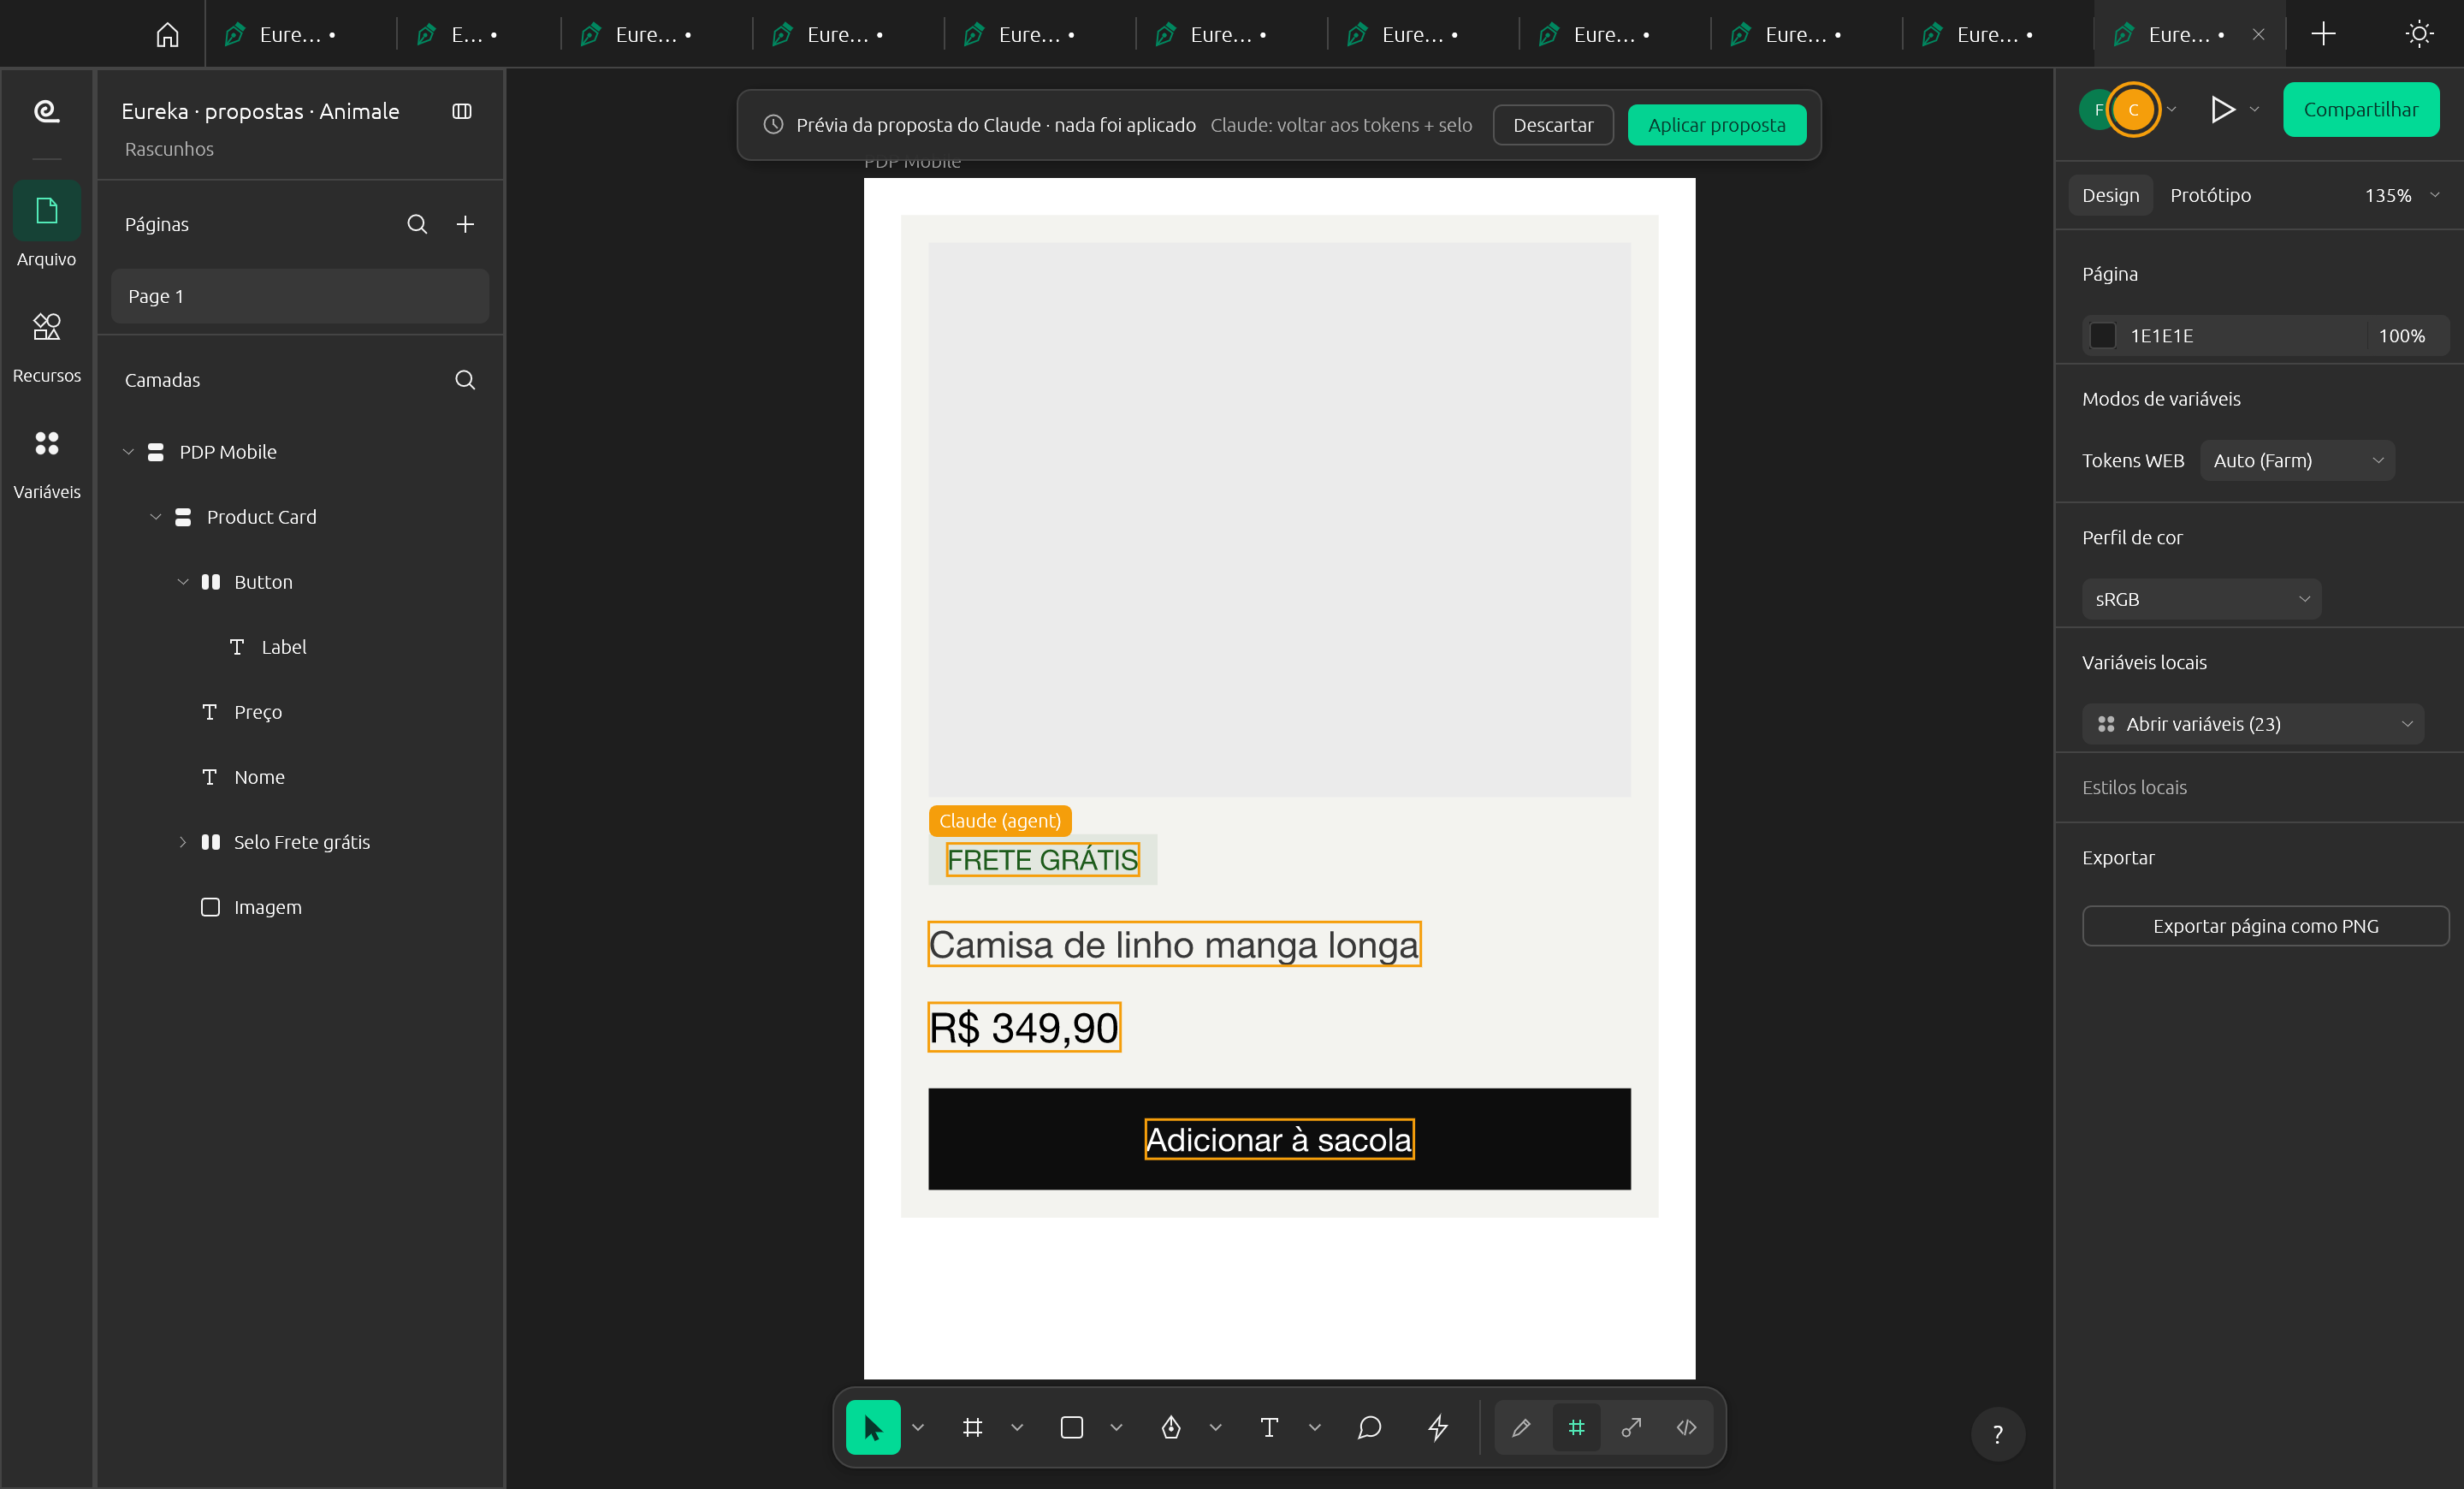 Eure... •
E... •
Eure... •
Eure... •
Eure... •
Eure... •
Eure... •
Eure... •
Eure... •
Eure... •
Eure... •
Eureka · propostas · Animale
Rascunhos
Arquivo
Recursos
Variáveis
Páginas
Page 1
Camadas
PDP Mobile
Product Card
Button
Label
Preço
Nome
Selo Frete grátis
Imagem
Prévia da proposta do Claude · nada foi aplicado
Claude: voltar aos tokens + selo
Descartar
Aplicar proposta
PDP Mobile
Claude (agent)
FRETE GRÁTIS
Camisa de linho manga longa
R$ 349,90
Adicionar à sacola
F
C
Compartilhar
Design
Protótipo
135%
Página
1E1E1E
100%
Modos de variáveis
Tokens WEB
Auto (Farm)
Perfil de cor
sRGB
Variáveis locais
Abrir variáveis (23)
Estilos locais
Exportar
Exportar página como PNG
?